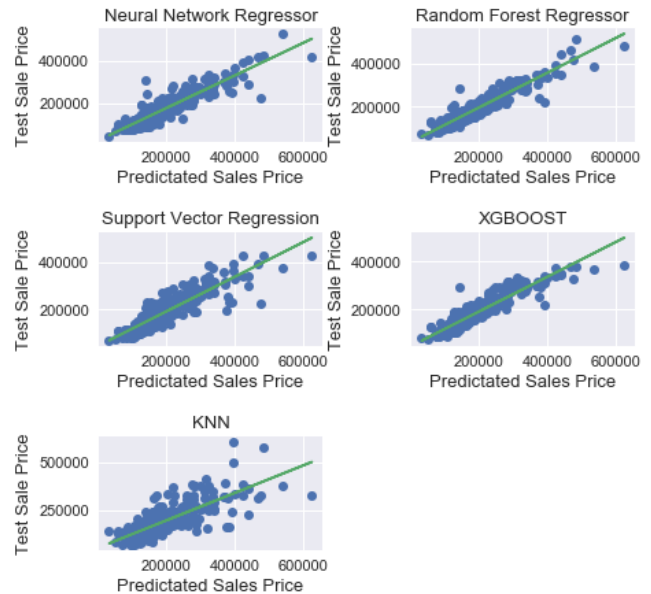 Neural Network Regressor
Test Sale Price
400000
200000
200000 400000 600000
Predictated Sales Price
Random Forest Regressor
Test Sale Price
400000
200000
200000 400000 600000
Predictated Sales Price
Support Vector Regression
Test Sale Price
400000
200000
200000 400000 600000
Predictated Sales Price
XGBOOST
Test Sale Price
400000
200000
200000 400000 600000
Predictated Sales Price
KNN
Test Sale Price
500000
250000
200000 400000 600000
Predictated Sales Price